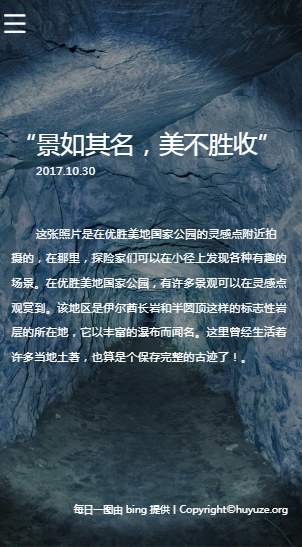 “景如其名，美不胜收”
2017.10.30
这张照片是在优胜美地国家公园的灵感点附近拍
摄的，在那里，探险家们可以在小径上发现各种有趣的
场景。在优胜美地国家公园，有许多景观可以在灵感点
观赏到。该地区是伊尔酋长岩和半圆顶这样的标志性岩
层的所在地，它以丰富的瀑布而闻名。这里曾经生活着
许多当地土著，也算是个保存完整的古迹了！。
每日一图由 bing 提供 | Copyright©huyuze.org